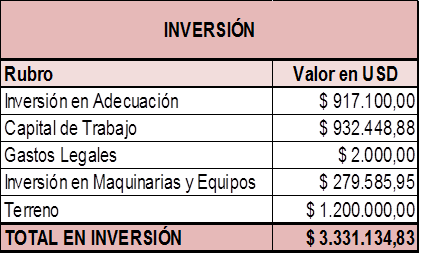 INVERSIÓN
Rubro Valor en USD
Inversión en Adecuación $ 917.100,00
Capital de Trabajo $ 932.448,88
Gastos Legales $ 2.000,00
Inversión en Maquinarias y Equipos $ 279.585,95
Terreno $ 1.200.000,00
TOTAL EN INVERSIÓN $ 3.331.134,83